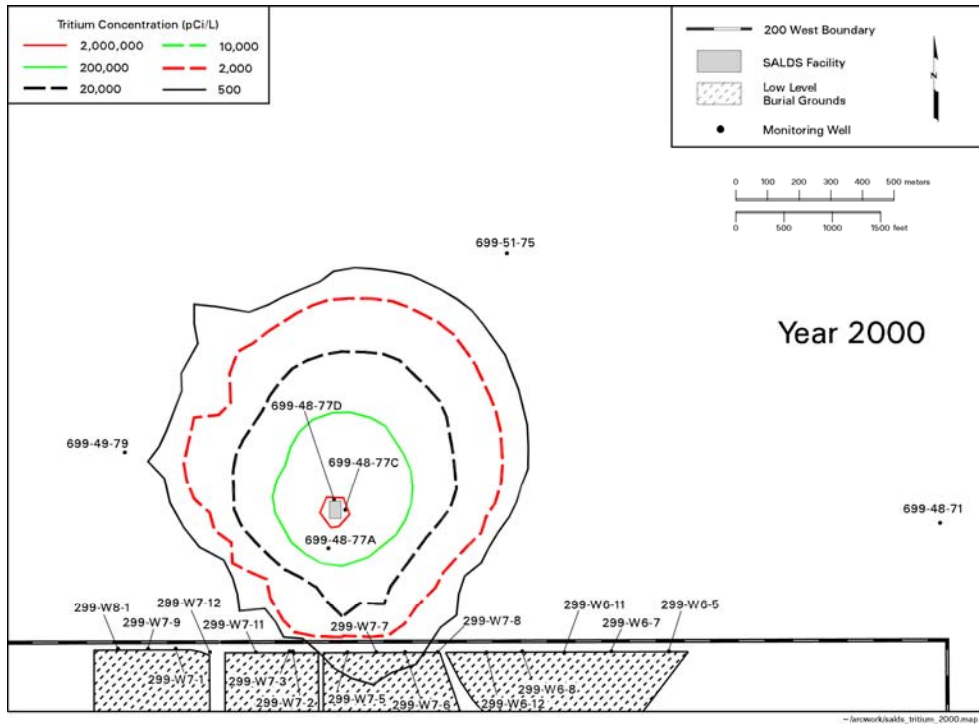 Tritium Concentration (pCi/L)
2,000,000
10,000
200,000
2,000
20,000
500
200 West Boundary
SALDS Facility
Low Level
Burial Grounds
Monitoring Well
N
0 100 200 300 400 500 meters
0 500 1000 1500 feet
699-51-75
Year 2000
699-48-77D
699-49-79
699-48-77C
699-48-71
699-48-77A
299-W8-1
299-W7-12
299-W7-9
299-W7-11
299-W7-7
299-W7-8
299-W6-11
299-W6-5
299-W6-7
299-W7-1
299-W7-3
299-W7-2
299-W7-5
299-W7-6
299-W6-12
299-W6-8
~/arcwork/salds_tritium_2000.map